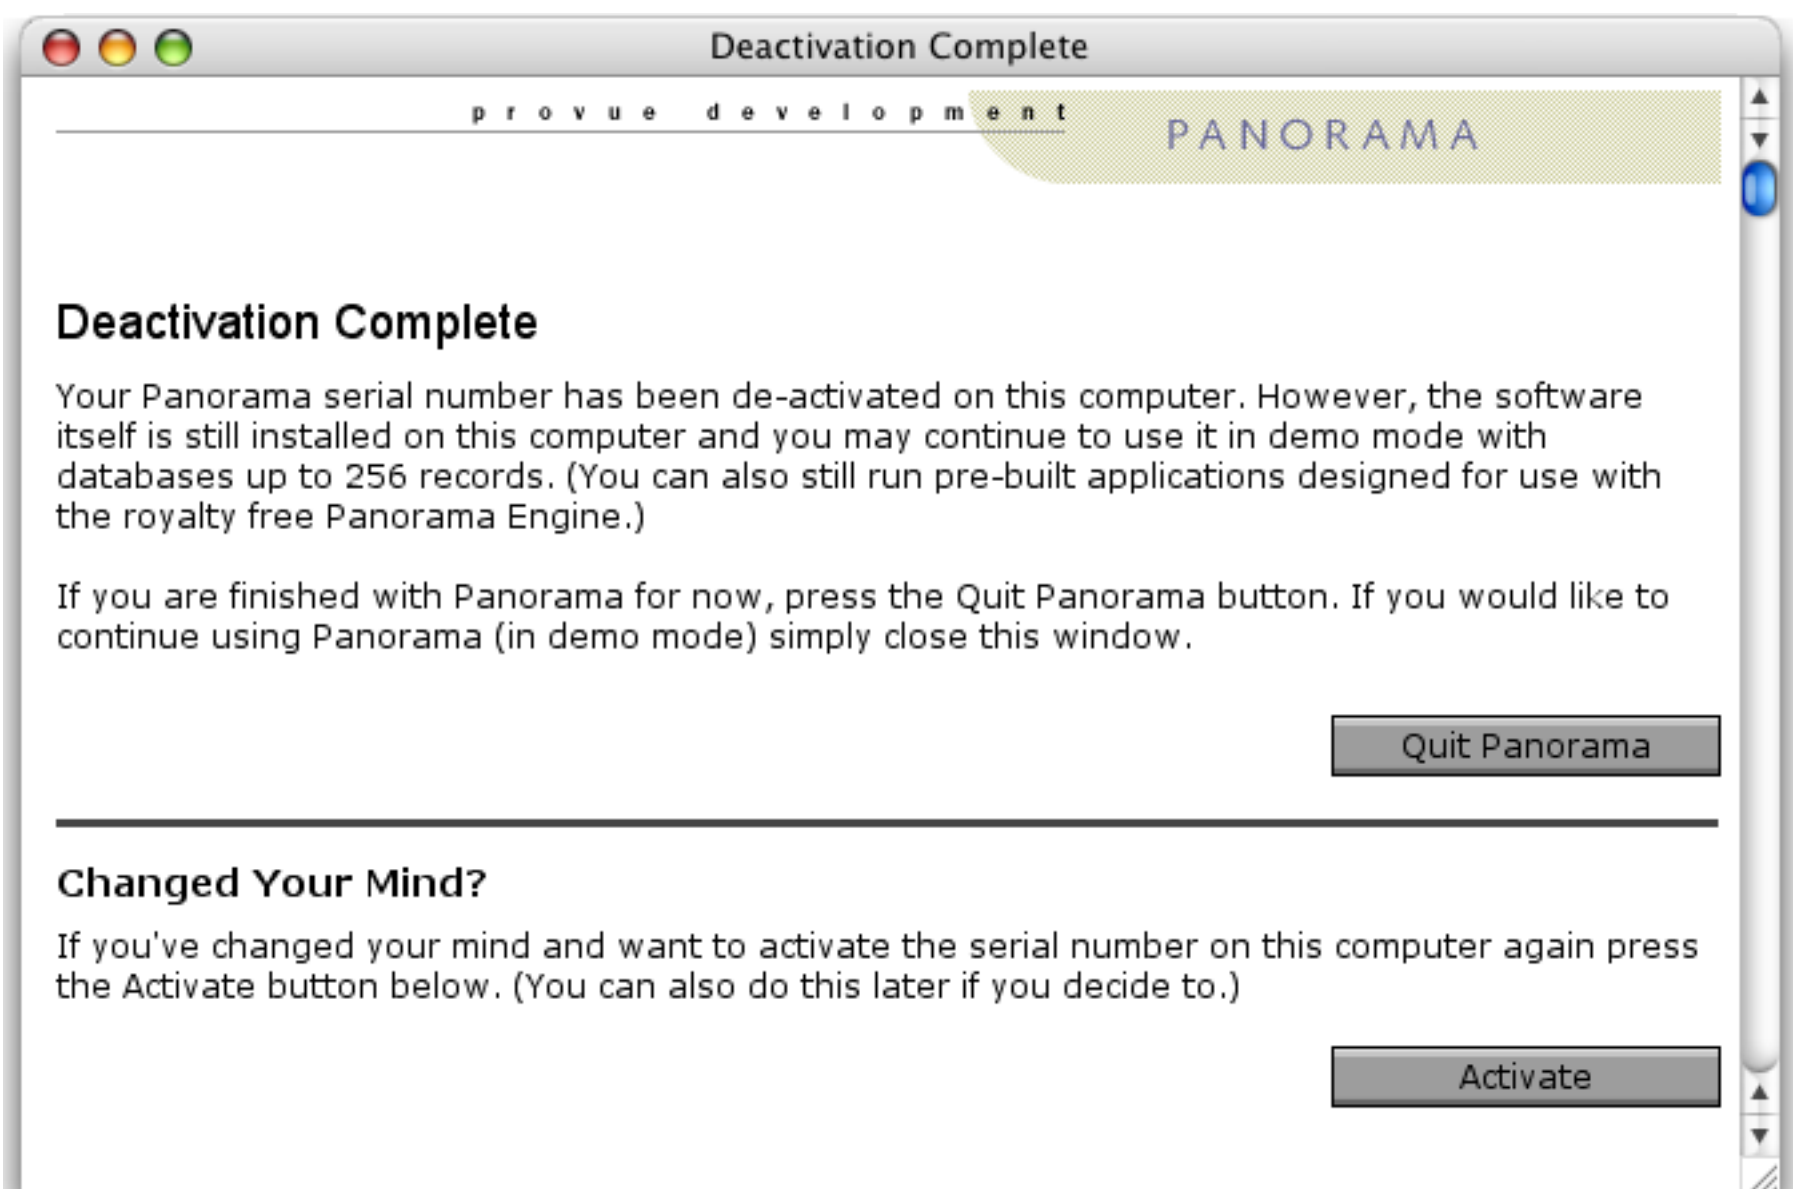 Deactivation Complete
provue development
PANORAMA
Deactivation Complete
Your Panorama serial number has been de-activated on this computer. However, the software
itself is still installed on this computer and you may continue to use it in demo mode with
databases up to 256 records. (You can also still run pre-built applications designed for use with
the royalty free Panorama Engine.)
If you are finished with Panorama for now, press the Quit Panorama button. If you would like to
continue using Panorama (in demo mode) simply close this window.
Quit Panorama
Changed Your Mind?
If you've changed your mind and want to activate the serial number on this computer again press
the Activate button below. (You can also do this later if you decide to.)
Activate